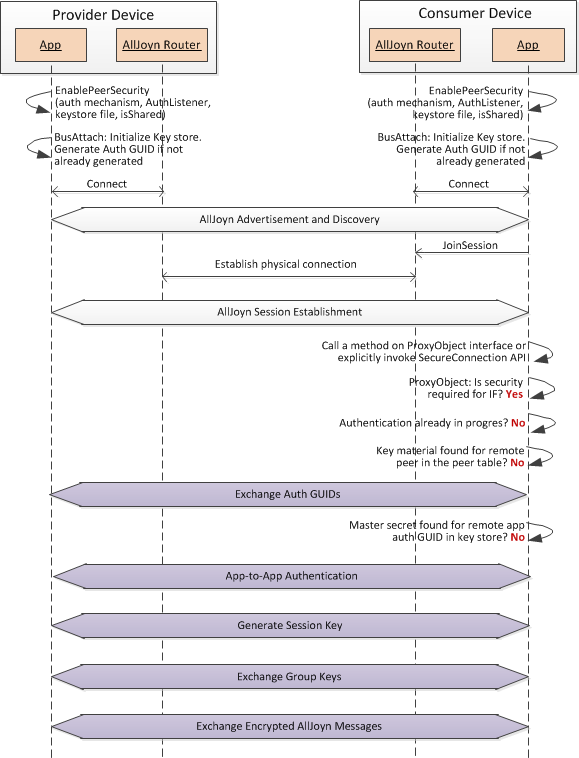 Provider Device
Consumer Device
App
AllJoyn Router
AllJoyn Router
App
EnablePeerSecurity
(auth mechanism, AuthListener,
keystore file, isShared)
EnablePeerSecurity
(auth mechanism, AuthListener,
keystore file, isShared)
BusAttach: Initialize Key store.
Generate Auth GUID if not
already generated
BusAttach: Initialize Key store.
Generate Auth GUID if not
already generated
Connect
Connect
AllJoyn Advertisement and Discovery
JoinSession
Establish physical connection
AllJoyn Session Establishment
Call a method on ProxyObject interface or
explicitly invoke SecureConnection API
ProxyObject: Is security
required for IF? Yes
Authentication already in progres? No
Key material found for remote
peer in the peer table? No
Exchange Auth GUIDs
Master secret found for remote app
auth GUID in key store? No
App-to-App Authentication
Generate Session Key
Exchange Group Keys
Exchange Encrypted AllJoyn Messages